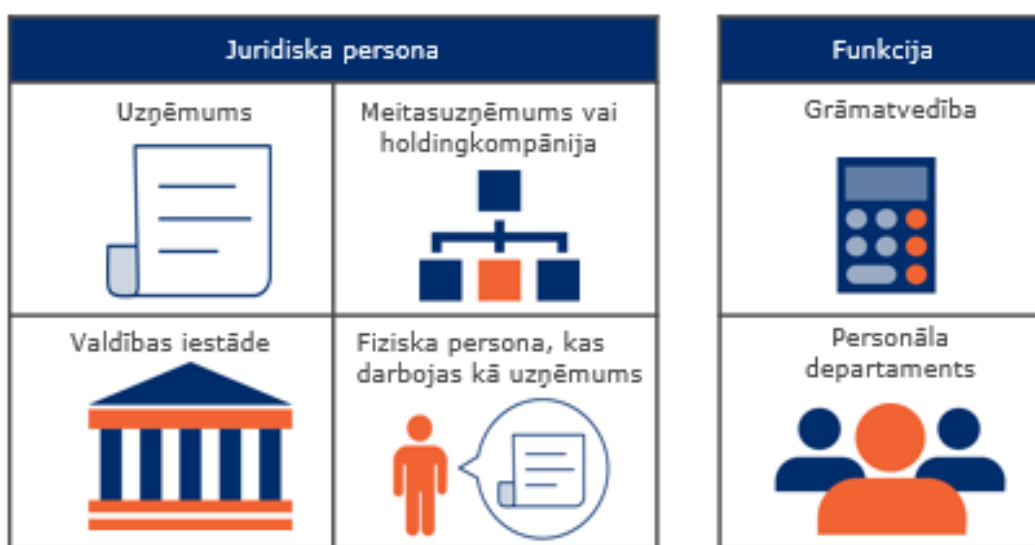 Juridiska persona
Funkcija
Uzņēmums
Meitasuzņēmums vai
holdingkompānija
Grāmatvedība
Valdības iestāde
Fiziska persona, kas
darbojas kā uzņēmums
Personāla
departaments